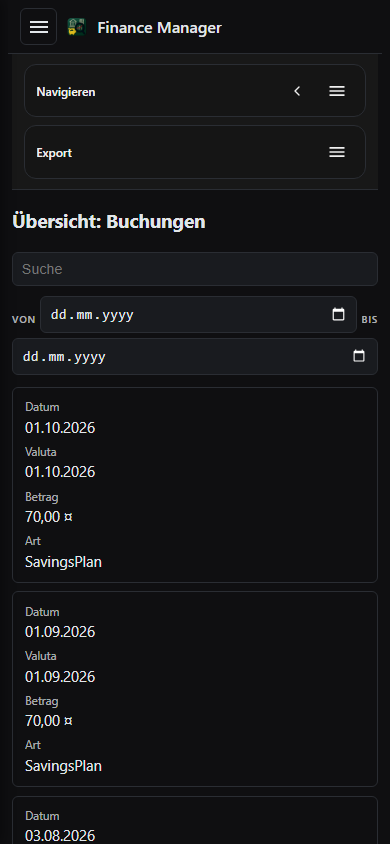 Finance Manager
Navigieren
Export
Übersicht: Buchungen
Suche
VON dd.mm.yyyy BIS
dd.mm.yyyy
Datum
01.10.2026
Valuta
01.10.2026
Betrag
70,00 ¤
Art
SavingsPlan
Datum
01.09.2026
Valuta
01.09.2026
Betrag
70,00 ¤
Art
SavingsPlan
Datum
03.08.2026